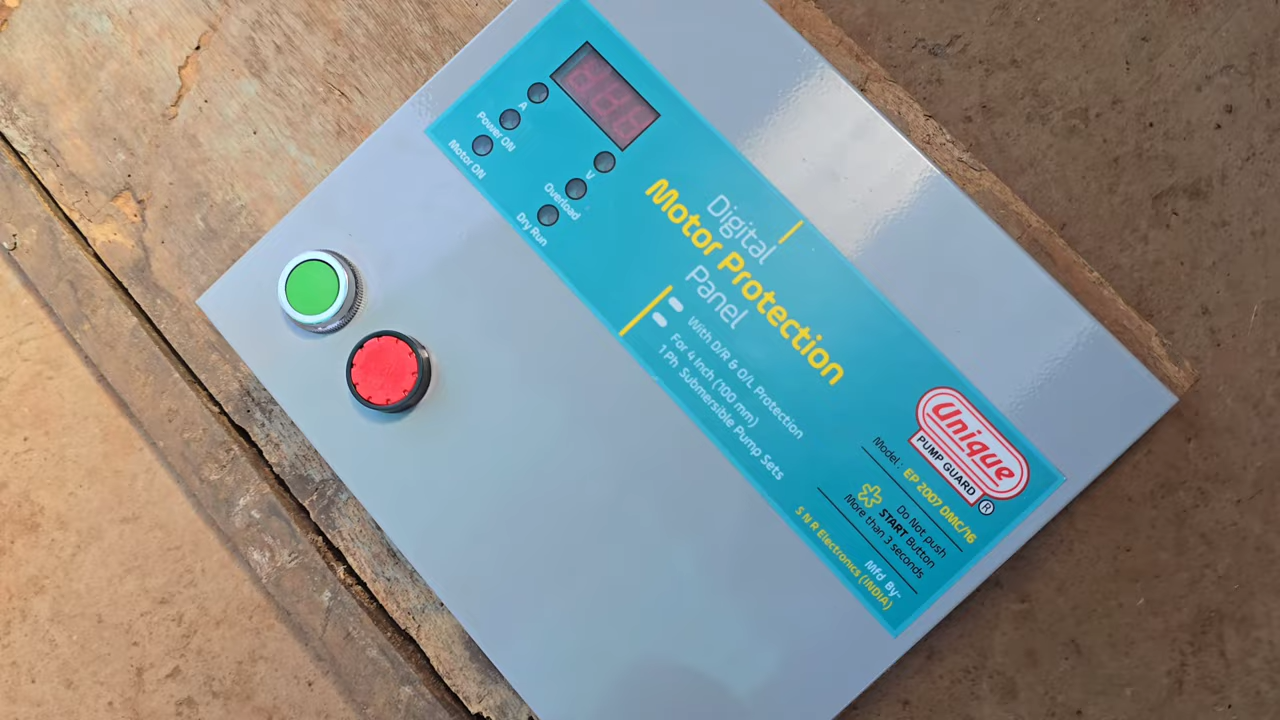 A
Power ON
Motor ON
V
Overload
Dry Run
Digital
Motor Protection
Panel
With D/R & O/L Protection
For 4 Inch (100 mm)
1 Ph Submersible Pump Sets
Unique
PUMP GUARD
®
Model : EP 2007 DMC/16
Do Not push
START Button
More than 3 seconds
Mfd By-
S N R Electronics (INDIA)